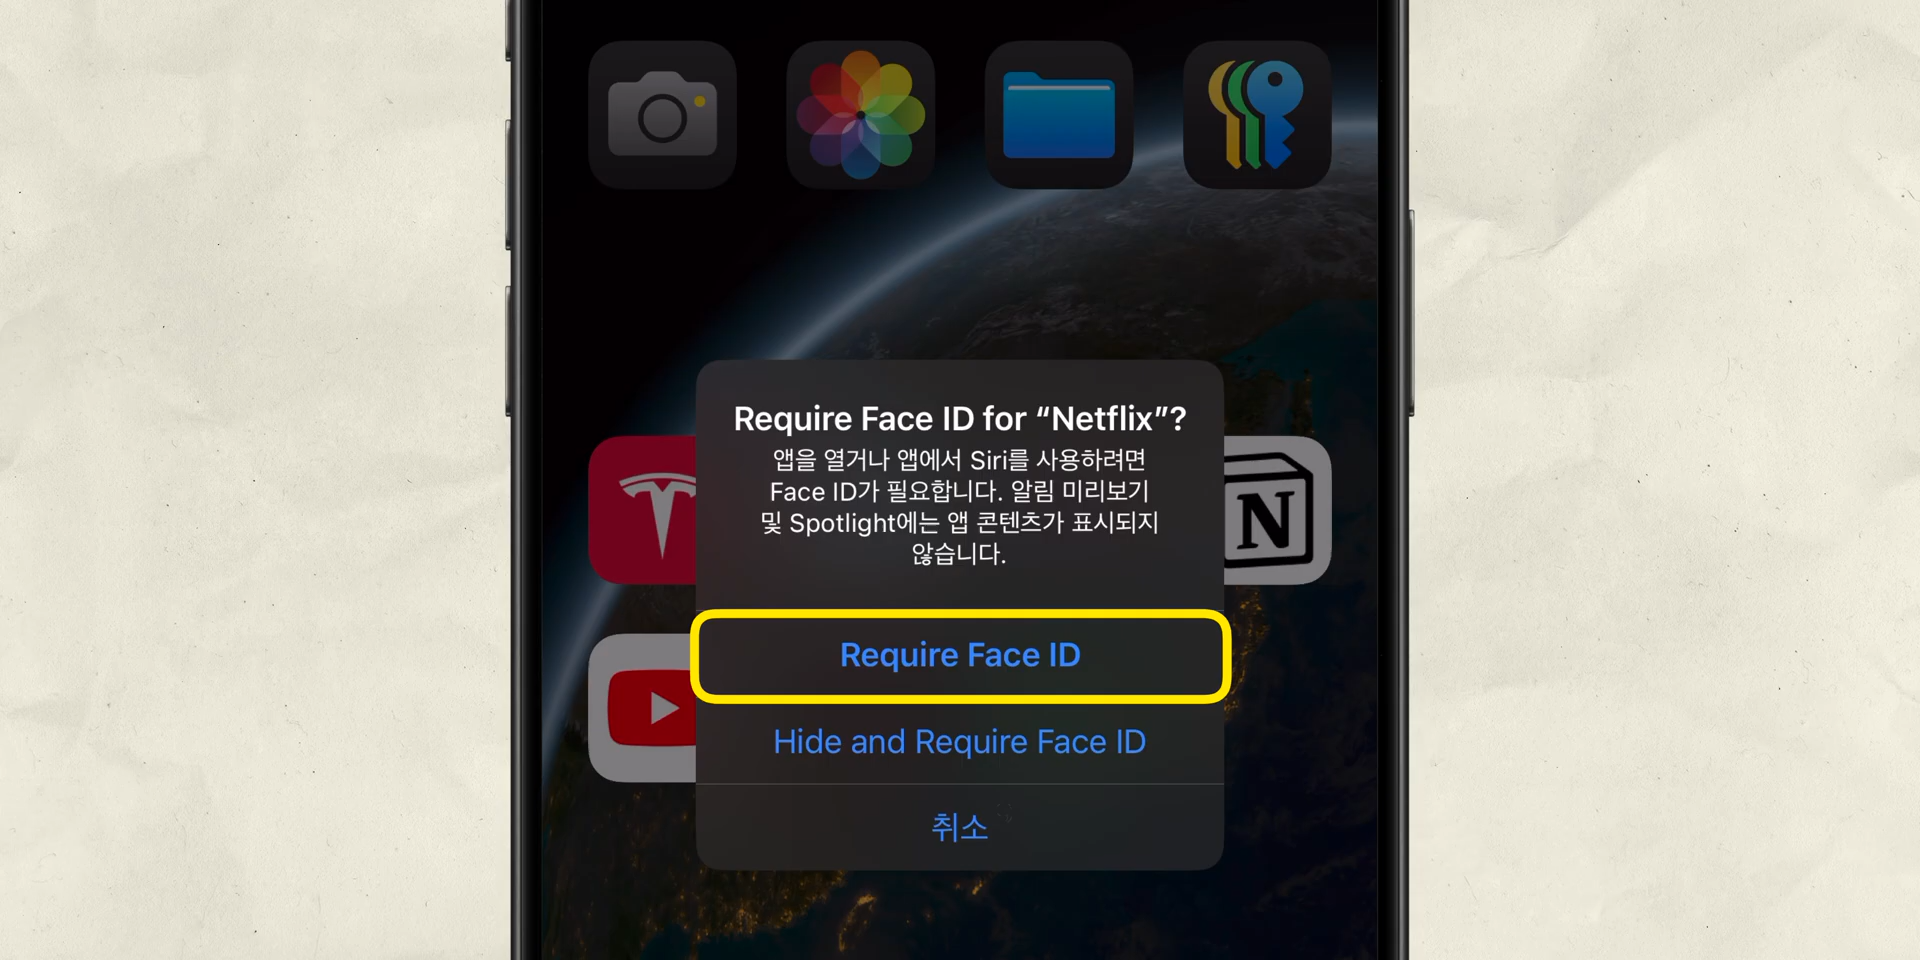 Require Face ID for “Netflix”?
앱을 열거나 앱에서 Siri를 사용하려면
Face ID가 필요합니다. 알림 미리보기
및 Spotlight에는 앱 콘텐츠가 표시되지
않습니다.
N
Require Face ID
Hide and Require Face ID
취소